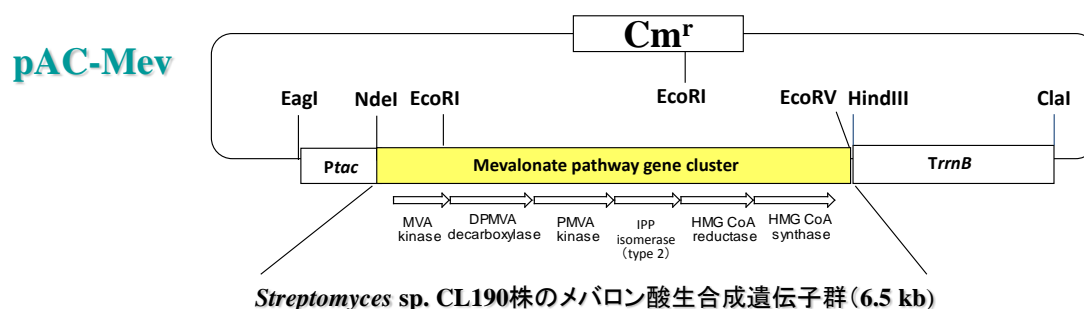 Cmʳ
pAC-Mev
EagI NdeI EcoRI EcoRI EcoRV HindIII ClaI
Ptac Mevalonate pathway gene cluster TrrnB
MVA kinase
DPMVA decarboxylase
PMVA kinase
IPP isomerase (type 2)
HMG CoA reductase
HMG CoA synthase
Streptomyces sp. CL190株のメバロン酸生合成遺伝子群(6.5 kb)